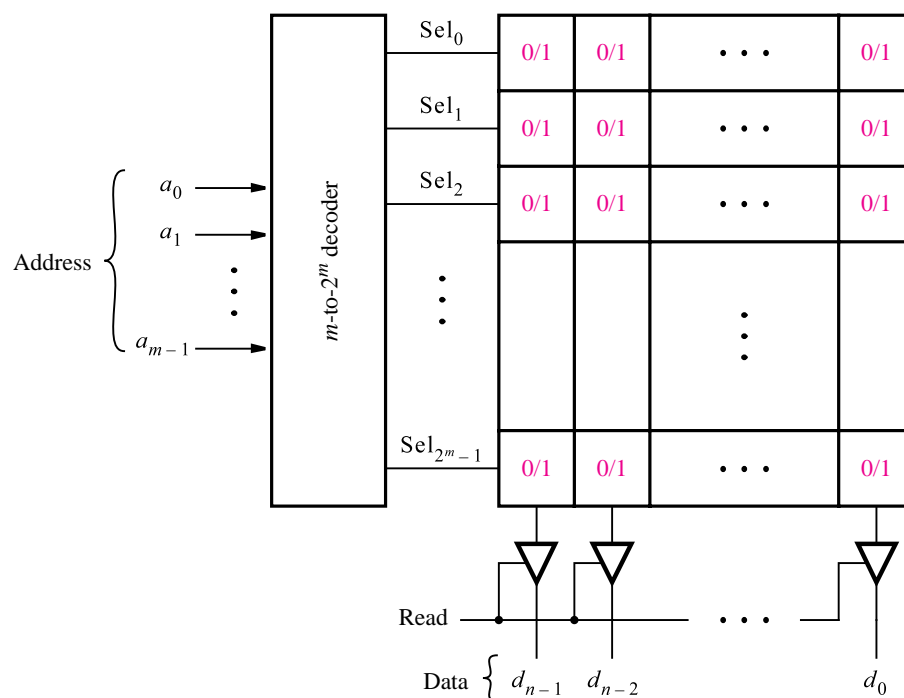 Sel₀ 0/1 0/1 • • • 0/1
Sel₁ 0/1 0/1 • • • 0/1
a₀ Sel₂ 0/1 0/1 • • • 0/1
a₁
Address
m-to-2ᵐ decoder
aₘ₋₁
Sel₂ᵐ₋₁ 0/1 0/1 • • • 0/1
Read • • •
Data dₙ₋₁ dₙ₋₂ d₀